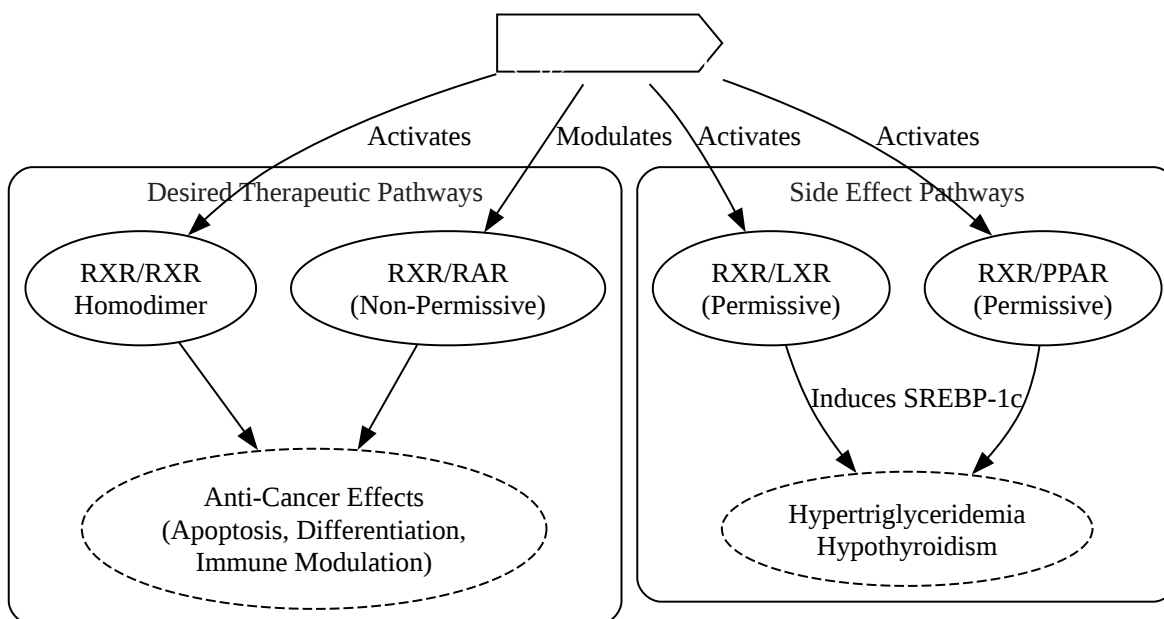 Activates
Modulates
Activates
Activates
Desired Therapeutic Pathways
Side Effect Pathways
RXR/RXR
Homodimer
RXR/RAR
(Non-Permissive)
RXR/LXR
(Permissive)
RXR/PPAR
(Permissive)
Induces SREBP-1c
Anti-Cancer Effects
(Apoptosis, Differentiation,
Immune Modulation)
Hypertriglyceridemia
Hypothyroidism